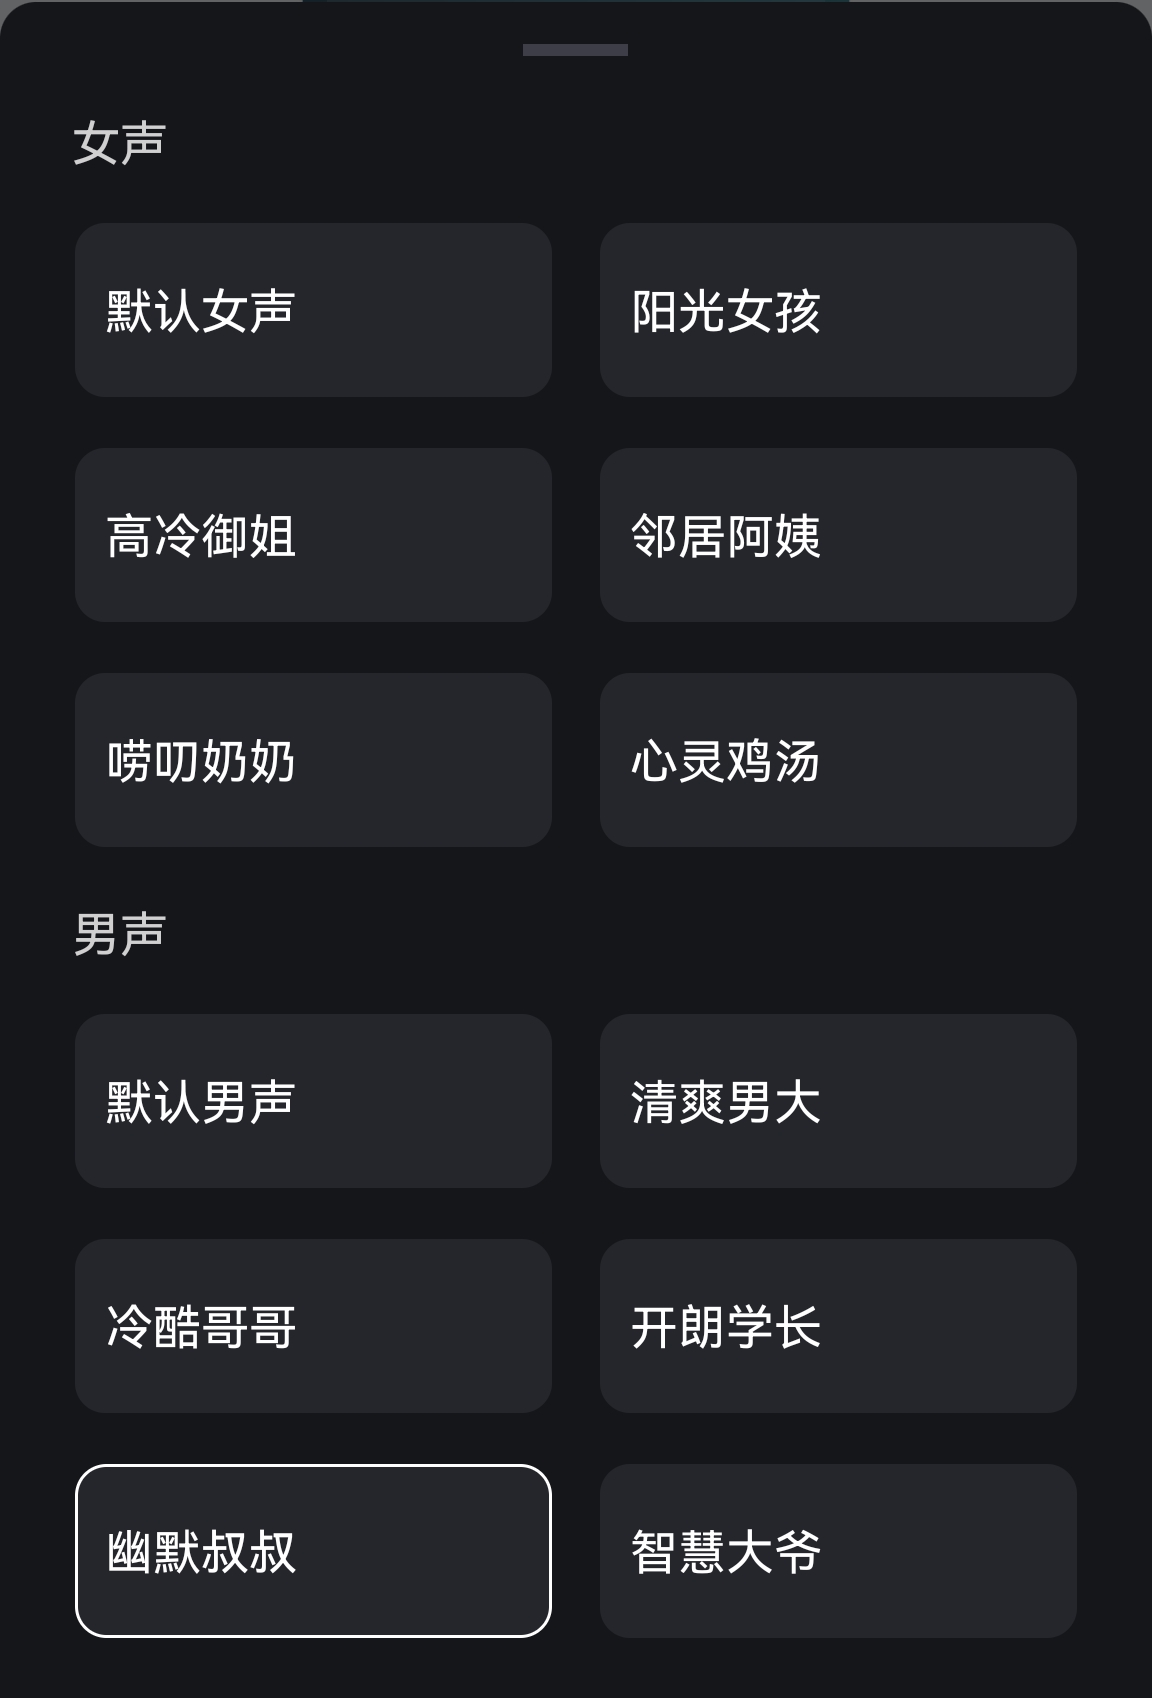 女声
默认女声
阳光女孩
高冷御姐
邻居阿姨
唠叨奶奶
心灵鸡汤
男声
默认男声
清爽男大
冷酷哥哥
开朗学长
幽默叔叔
智慧大爷